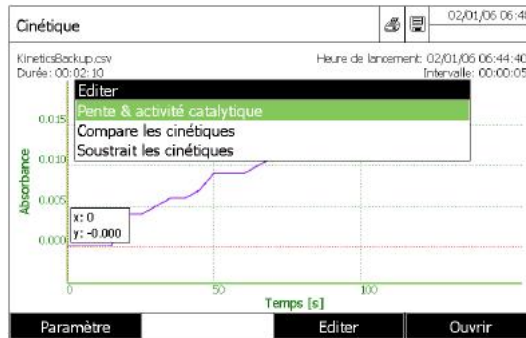 Cinétique
02/01/06 06:48
KineticsBackup.csv
Heure de lancement: 02/01/06 06:44:40
Durée: 00:02:10
Intervalle: 00:00:05
Editer
Pente & activité catalytique
Compare les cinétiques
Soustrait les cinétiques
Absorbance
0.015
0.010
0.005
0.000
x: 0
y: -0.000
0
50
100
Temps [s]
Paramètre
Editer
Ouvrir